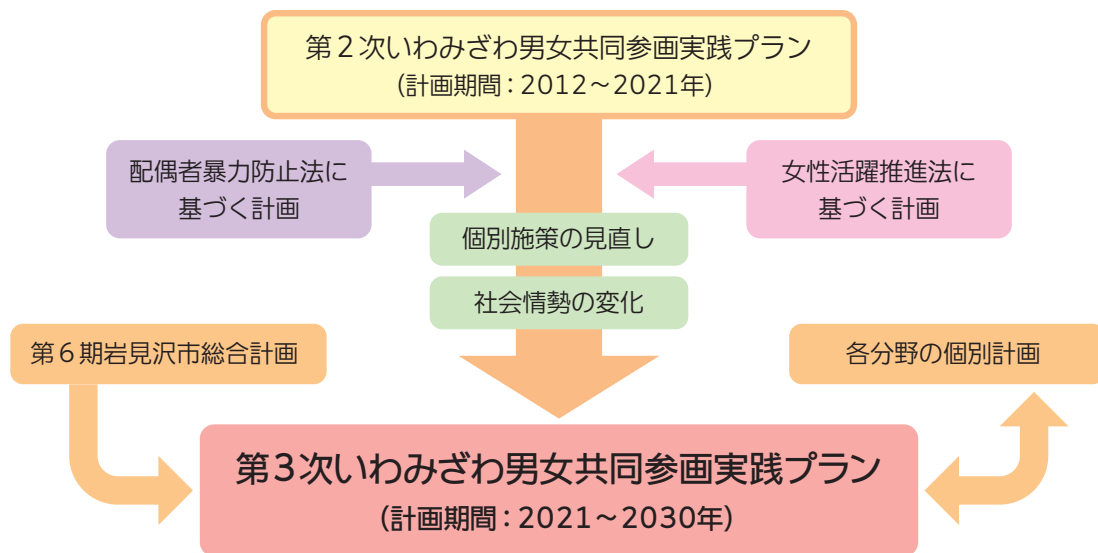 第２次いわみざわ男女共同参画実践プラン
(計画期間：2012～2021年)
配偶者暴力防止法に
基づく計画
女性活躍推進法に
基づく計画
個別施策の見直し
社会情勢の変化
第６期岩見沢市総合計画
各分野の個別計画
第３次いわみざわ男女共同参画実践プラン
(計画期間：2021～2030年)